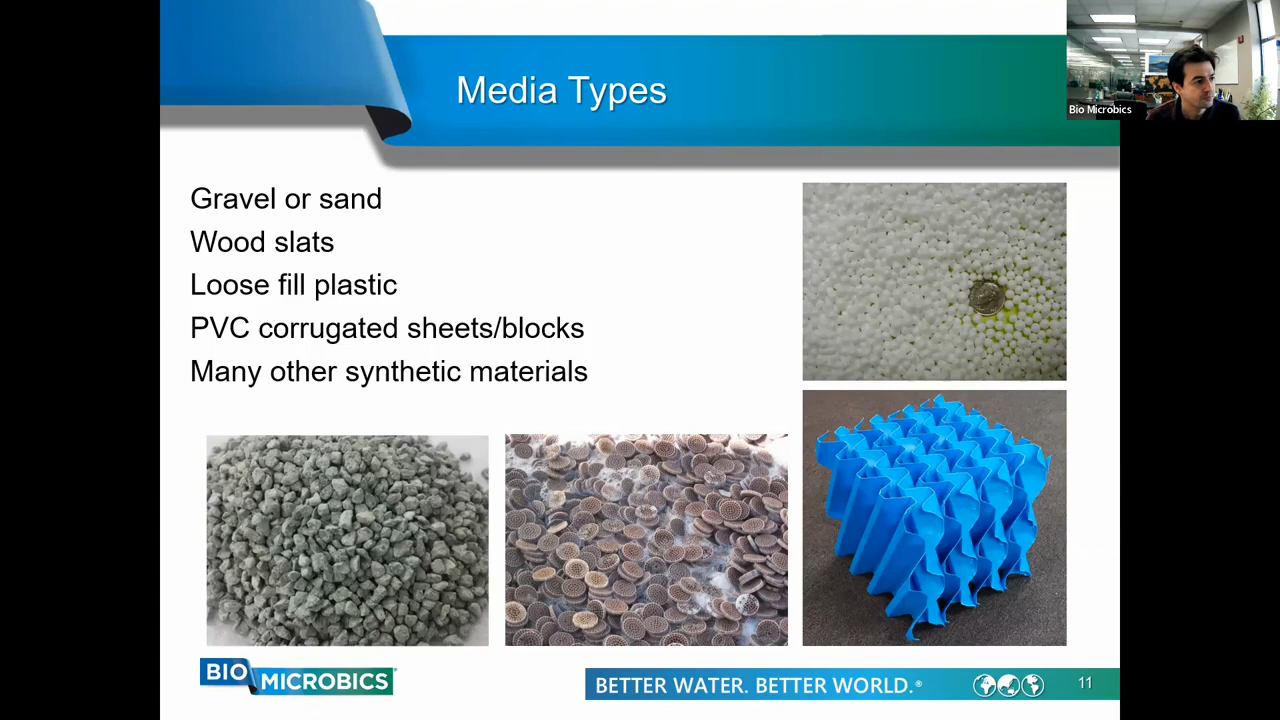 Media Types
Bio Microbics
Gravel or sand
Wood slats
Loose fill plastic
PVC corrugated sheets/blocks
Many other synthetic materials
BIO MICROBICS®
BETTER WATER. BETTER WORLD.®
11